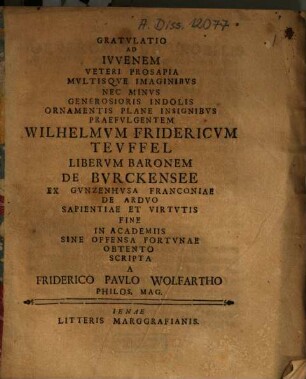 A. Diss. 12077
GRATVLATIO
AD
IVVENEM
VETERI PROSAPIA
MVLTISQVE IMAGINIBVS
NEC MINVS
GENEROSIORIS INDOLIS
ORNAMENTIS PLANE INSIGNIBVS
PRAEFVLGENTEM
WILHELMVM FRIDERICVM
TEVFFEL
LIBERVM BARONEM
DE BVRCKENSEE
EX GVNZENHVSA FRANCONIAE
DE ARDVO
SAPIENTIAE ET VIRTVTIS
FINE
IN ACADEMIIS
SINE OFFENSA FORTVNAE
OBTENTO
SCRIPTA
A
FRIDERICO PAVLO WOLFARTHO
PHILOS. MAG.
IENAE
LITTERIS MARGGRAFIANIS.